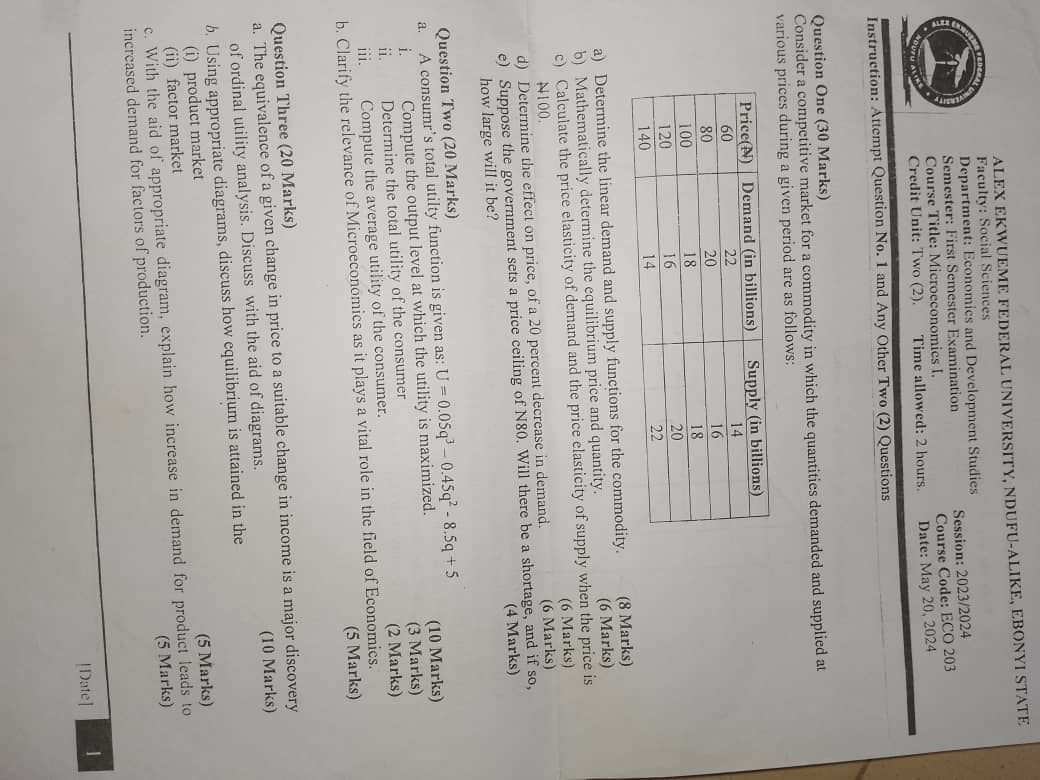 ALEX EKWUEME FEDERAL UNIVERSITY, NDUFU-ALIKE, EBONYI STATE
Faculty: Social Sciences
Department: Economics and Development Studies
Semester: First Semester Examination
Session: 2023/2024
Course Title: Microeconomics I.
Course Code: ECO 203
Credit Unit: Two (2).
Time allowed: 2 hours.
Date: May 20, 2024
Instruction: Attempt Question No. 1 and Any Other Two (2) Questions
Question One (30 Marks)
Consider a competitive market for a commodity in which the quantities demanded and supplied at
various prices during a given period are as follows:
Price(₦) Demand (in billions) Supply (in billions)
60 22 14
80 20 16
100 18 18
120 16 20
140 14 22
a) Determine the linear demand and supply functions for the commodity. (8 Marks)
b) Mathematically determine the equilibrium price and quantity. (6 Marks)
c) Calculate the price elasticity of demand and the price elasticity of supply when the price is
₦100. (6 Marks)
d) Determine the effect on price, of a 20 percent decrease in demand. (6 Marks)
e) Suppose the government sets a price ceiling of N80. Will there be a shortage, and if so,
how large will it be? (4 Marks)
Question Two (20 Marks)
a. A consumr's total utilty function is given as: U = 0.05q³ – 0.45q² - 8.5q + 5
i. Compute the output level at which the utility is maximized. (10 Marks)
ii. Determine the total utility of the consumer (3 Marks)
iii. Compute the average utility of the consumer. (2 Marks)
b. Clarify the relevance of Microeconomics as it plays a vital role in the field of Economics.
(5 Marks)
Question Three (20 Marks)
a. The equivalence of a given change in price to a suitable change in income is a major discovery
of ordinal utility analysis. Discuss with the aid of diagrams. (10 Marks)
b. Using appropriate diagrams, discuss how equilibrium is attained in the
(i) product market
(ii) factor market (5 Marks)
c. With the aid of appropriate diagram, explain how increase in demand for product leads to
increased demand for factors of production. (5 Marks)
[Date] 1